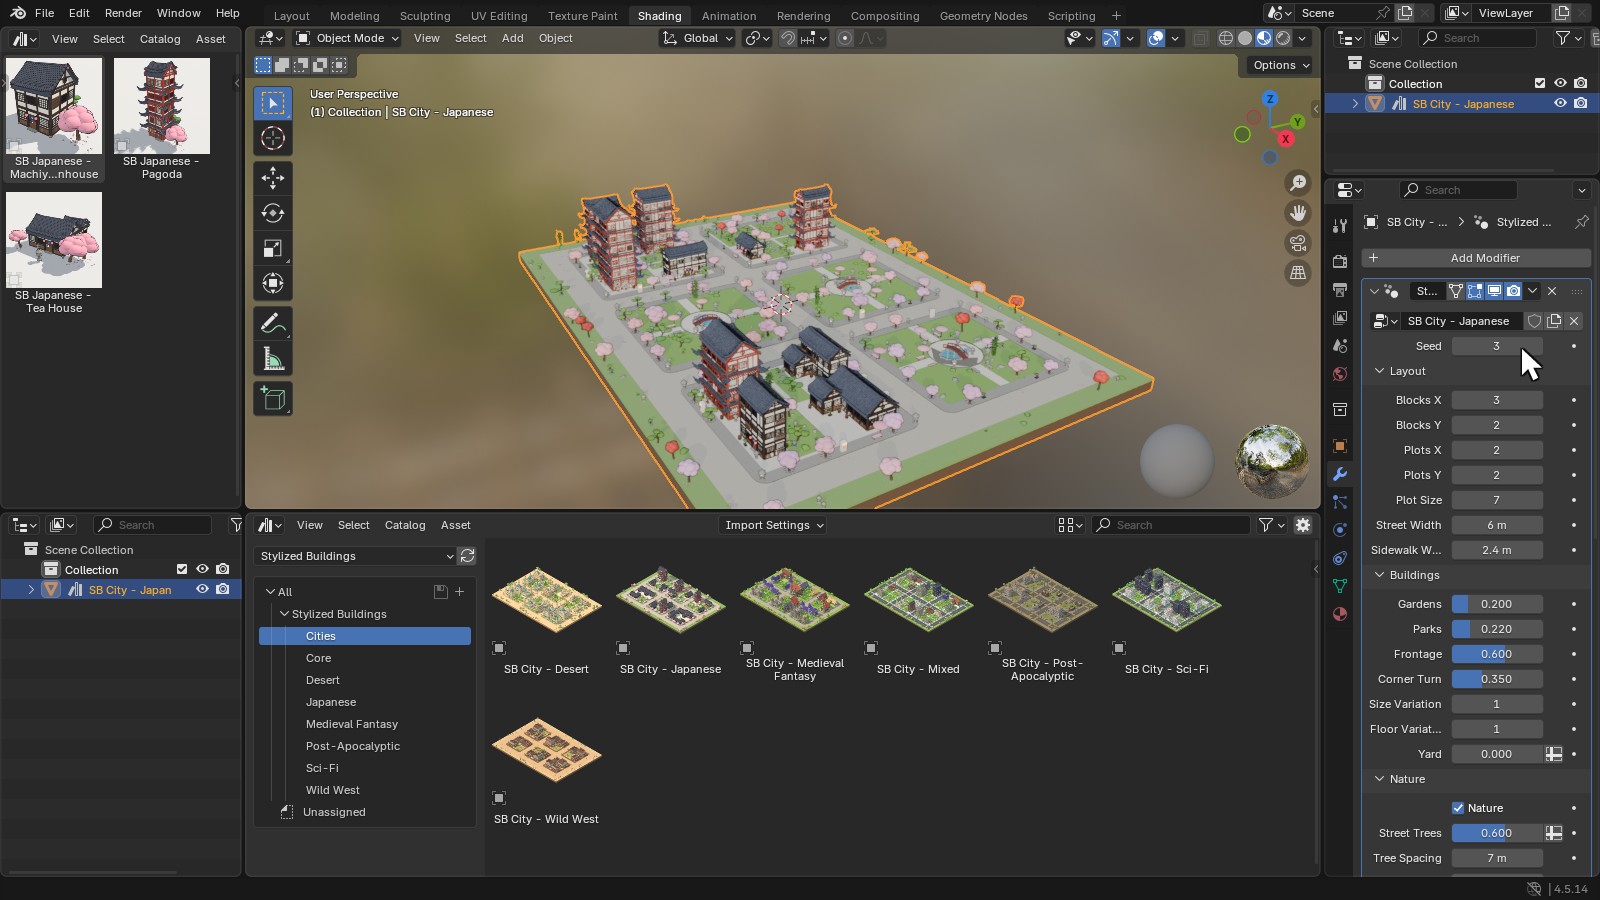 File Edit Render Window Help
Layout Modeling Sculpting UV Editing Texture Paint Shading Animation Rendering Compositing Geometry Nodes Scripting +
Scene
ViewLayer
View Select Catalog Asset
SB Japanese - Machiy...nhouse
SB Japanese - Pagoda
SB Japanese - Tea House
Object Mode View Select Add Object
Global
Options
User Perspective
(1) Collection | SB City - Japanese
Z
Y
X
Search
Scene Collection
Collection
SB City - Japanese
Search
SB City - ... > Stylized ...
+ Add Modifier
St...
SB City - Japanese
Seed 3
Layout
Blocks X 3
Blocks Y 2
Plots X 2
Plots Y 2
Plot Size 7
Street Width 6 m
Sidewalk W... 2.4 m
Buildings
Gardens 0.200
Parks 0.220
Frontage 0.600
Corner Turn 0.350
Size Variation 1
Floor Variat... 1
Yard 0.000
Nature
Nature
Street Trees 0.600
Tree Spacing 7 m
Search
Scene Collection
Collection
SB City - Japan
View Select Catalog Asset
Import Settings
Search
Stylized Buildings
All
Stylized Buildings
Cities
Core
Desert
Japanese
Medieval Fantasy
Post-Apocalyptic
Sci-Fi
Wild West
Unassigned
SB City - Desert
SB City - Japanese
SB City - Medieval Fantasy
SB City - Mixed
SB City - Post-Apocalyptic
SB City - Sci-Fi
SB City - Wild West
4.5.14